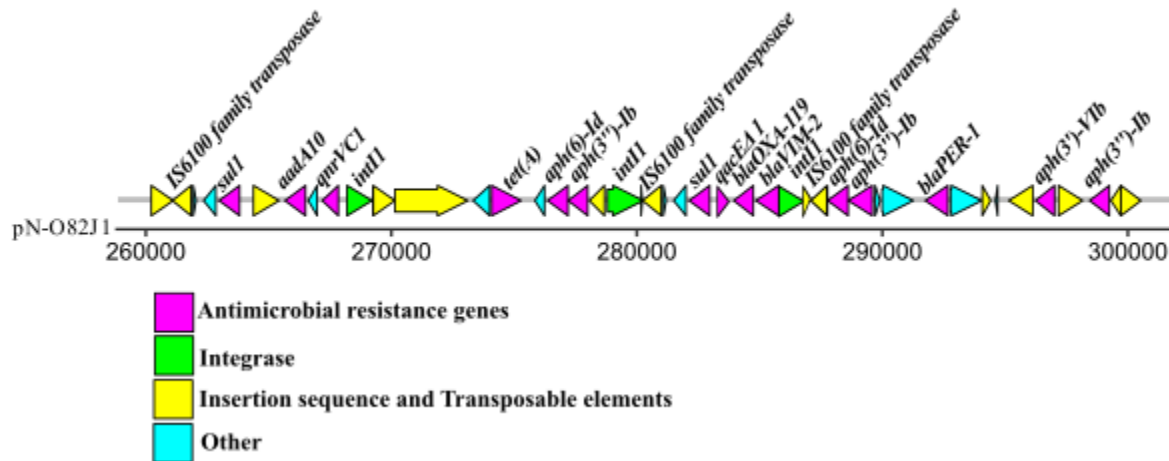 IS6100 family transposase
sul1
aadA10
qnrVC1
intI1
tet(A)
aph(6)-Id
aph(3'')-Ib
intI1
IS6100 family transposase
sul1
qacEΔ1
blaOXA-119
blaVIM-2
intI1
IS6100 family transposase
aph(6)-Id
aph(3'')-Ib
blaPER-1
aph(3')-VIb
aph(3'')-Ib
pN-O82J1
260000 270000 280000 290000 300000
Antimicrobial resistance genes
Integrase
Insertion sequence and Transposable elements
Other